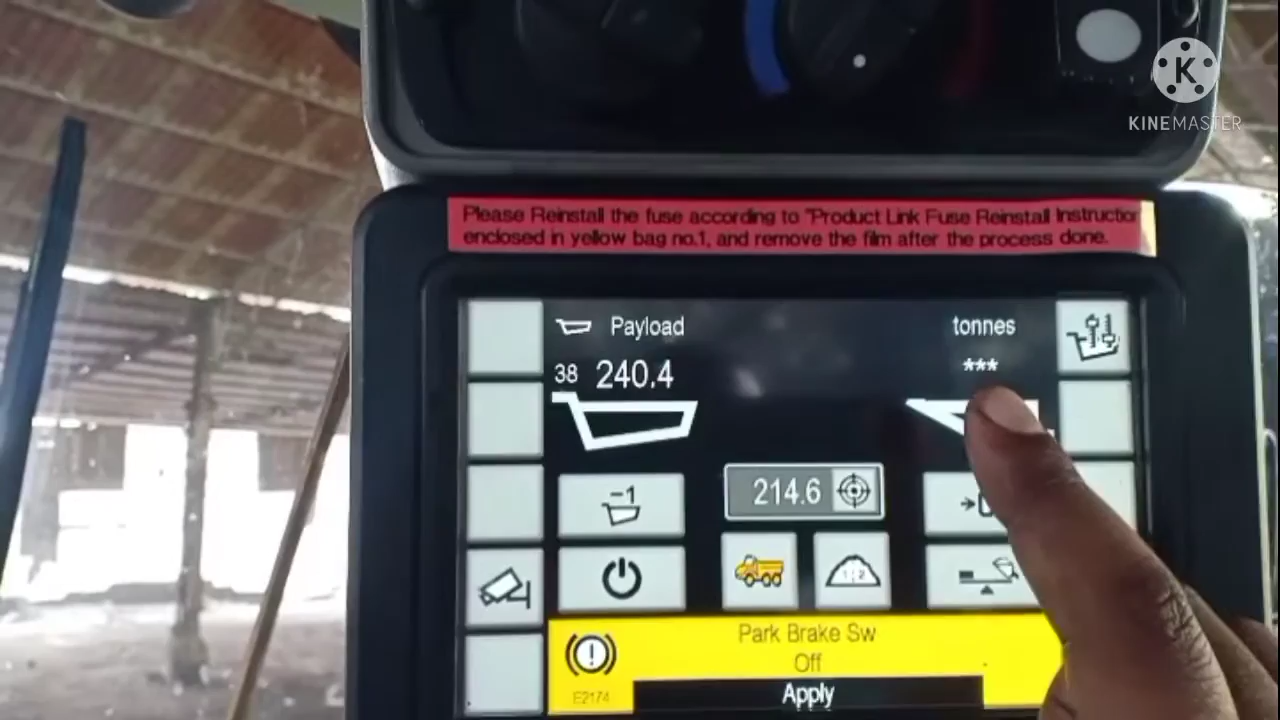 K
KINEMASTER
Please Reinstall the fuse according to "Product Link Fuse Reinstall Instruction
enclosed in yellow bag no.1, and remove the film after the process done.
Payload
tonnes
38 240.4
***
-1
214.6
1 2
Park Brake Sw
Off
E2174
Apply